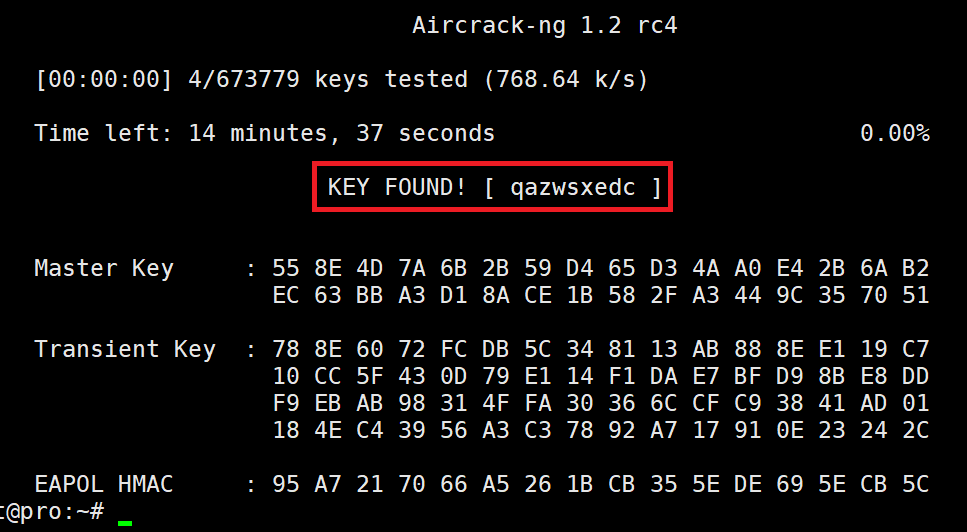 Aircrack-ng 1.2 rc4
[00:00:00] 4/673779 keys tested (768.64 k/s)
Time left: 14 minutes, 37 seconds 0.00%
KEY FOUND! [ qazwsxedc ]
Master Key : 55 8E 4D 7A 6B 2B 59 D4 65 D3 4A A0 E4 2B 6A B2
EC 63 BB A3 D1 8A CE 1B 58 2F A3 44 9C 35 70 51
Transient Key : 78 8E 60 72 FC DB 5C 34 81 13 AB 88 8E E1 19 C7
10 CC 5F 43 0D 79 E1 14 F1 DA E7 BF D9 8B E8 DD
F9 EB AB 98 31 4F FA 30 36 6C CF C9 38 41 AD 01
18 4E C4 39 56 A3 C3 78 92 A7 17 91 0E 23 24 2C
EAPOL HMAC : 95 A7 21 70 66 A5 26 1B CB 35 5E DE 69 5E CB 5C
t@pro:~#